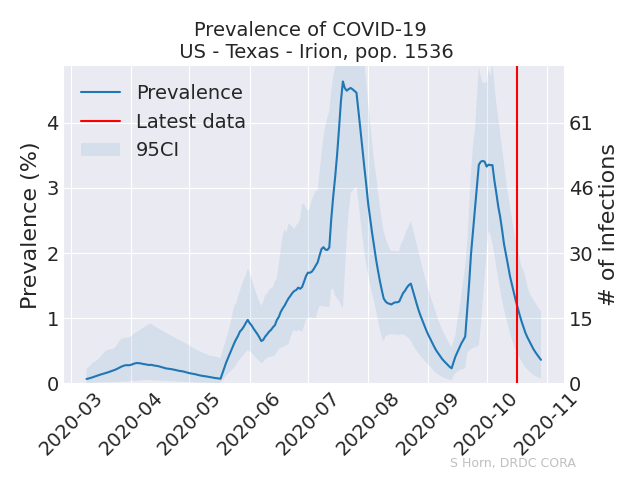 Prevalence of COVID-19
US - Texas - Irion, pop. 1536
Prevalence
Latest data
95CI
Prevalence (%)
4
3
2
1
0
# of infections
61
46
30
15
0
2020-03
2020-04
2020-05
2020-06
2020-07
2020-08
2020-09
2020-10
2020-11
S Horn, DRDC CORA